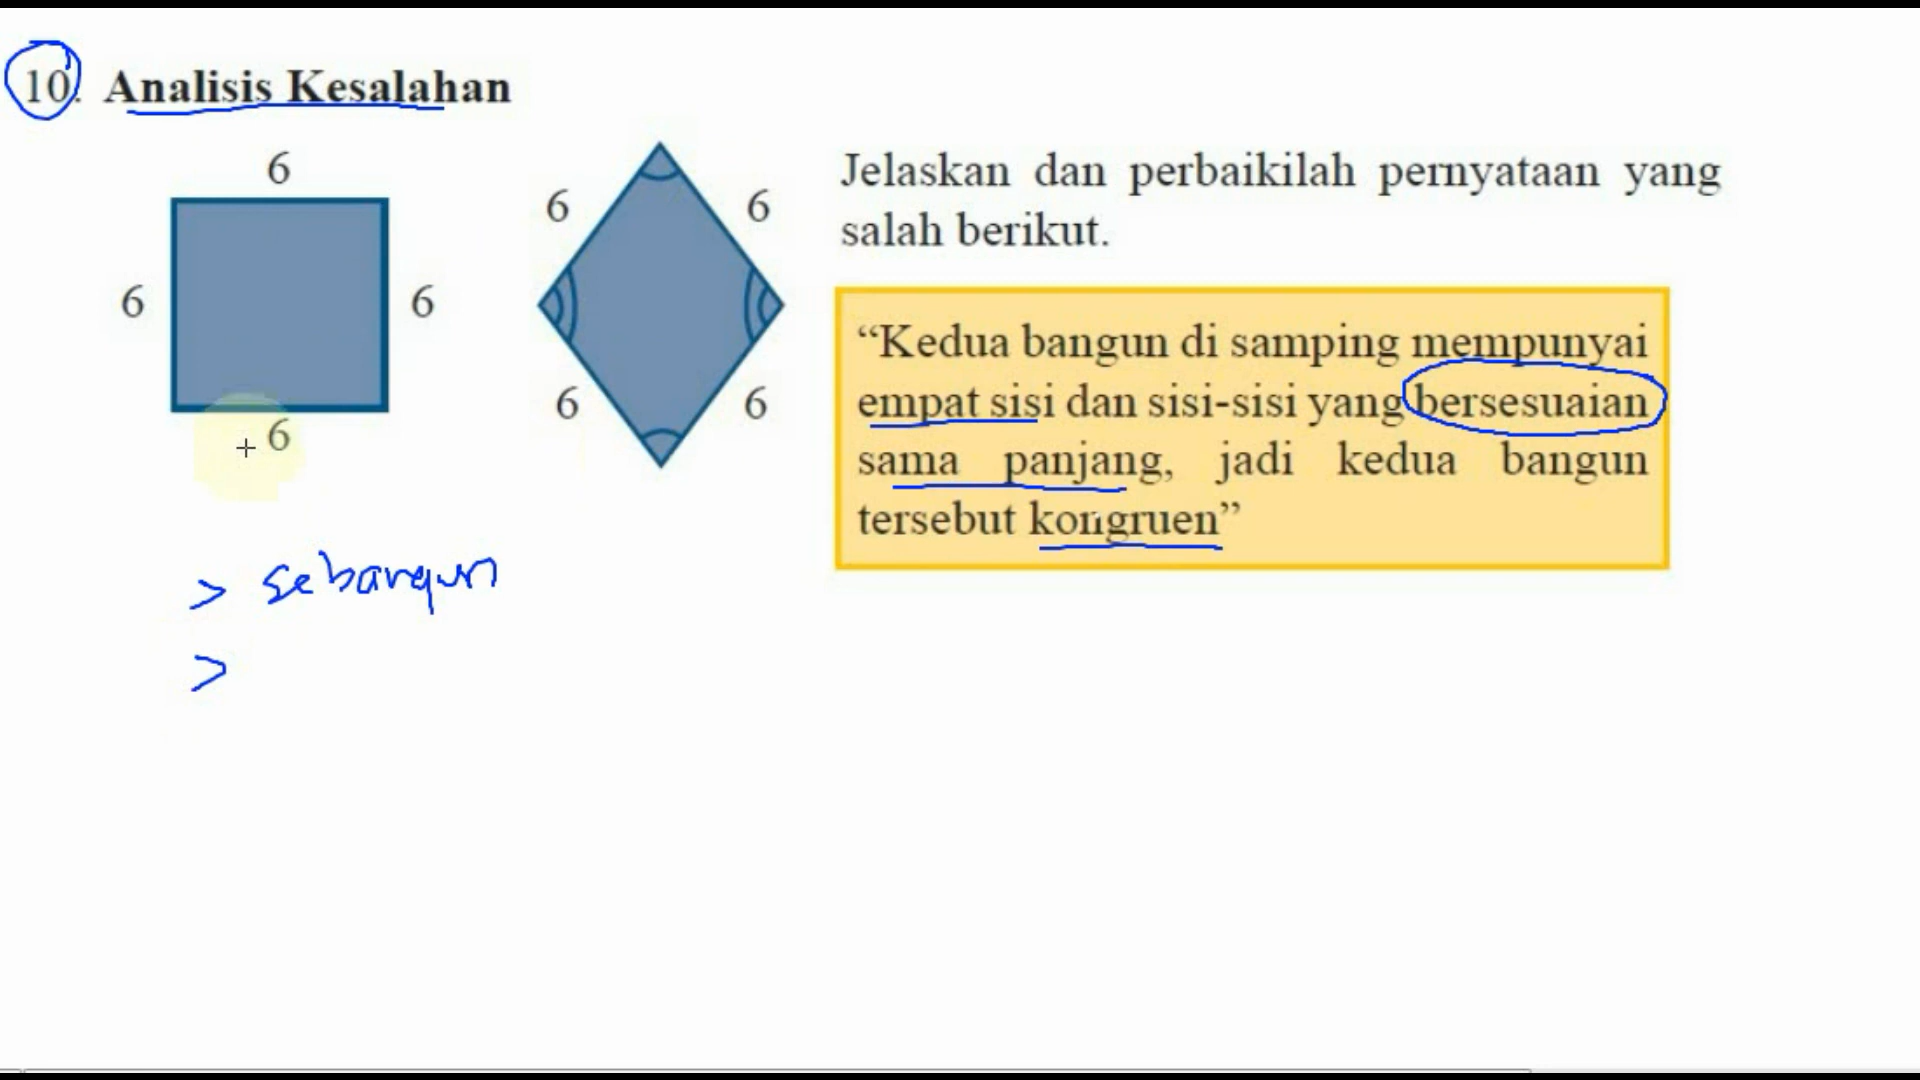 10. Analisis Kesalahan
6
6
6
6
6
6
6
6
Jelaskan dan perbaikilah pernyataan yang
salah berikut.
“Kedua bangun di samping mempunyai
empat sisi dan sisi-sisi yang bersesuaian
sama panjang, jadi kedua bangun
tersebut kongruen”
> sebangun
>